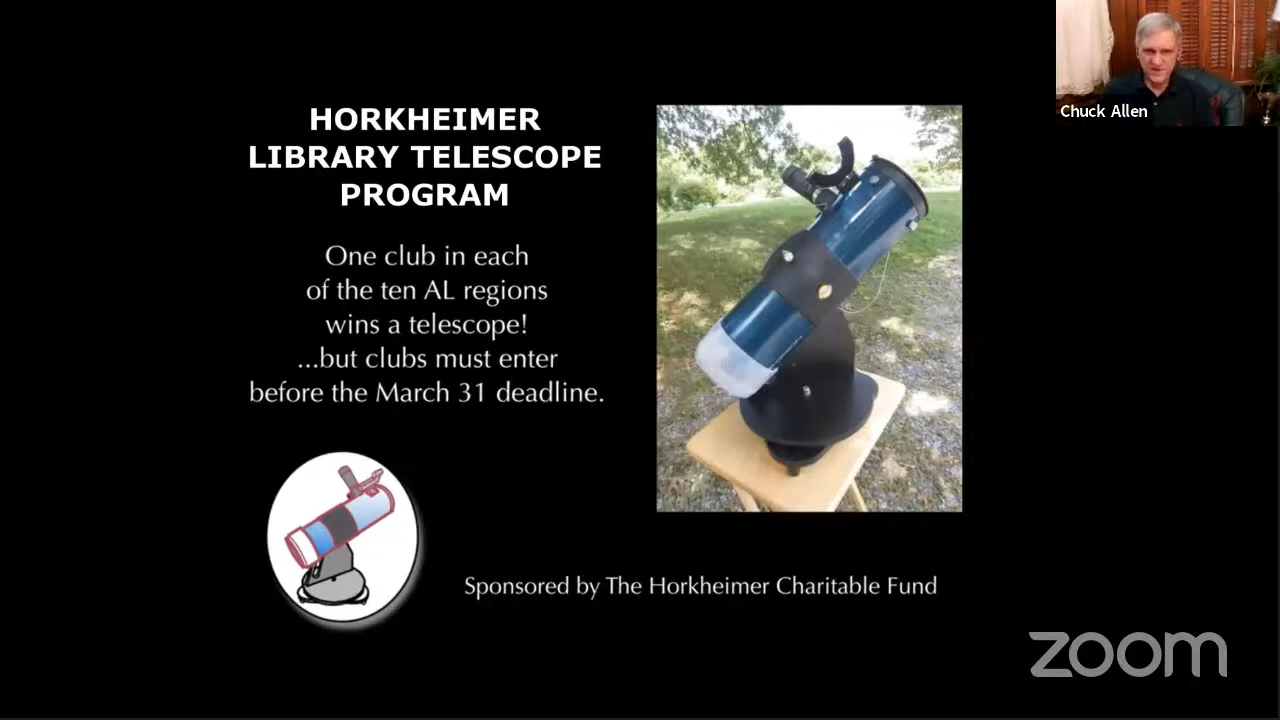 HORKHEIMER
LIBRARY TELESCOPE
PROGRAM
One club in each
of the ten AL regions
wins a telescope!
...but clubs must enter
before the March 31 deadline.
Sponsored by The Horkheimer Charitable Fund
Chuck Allen
zoom